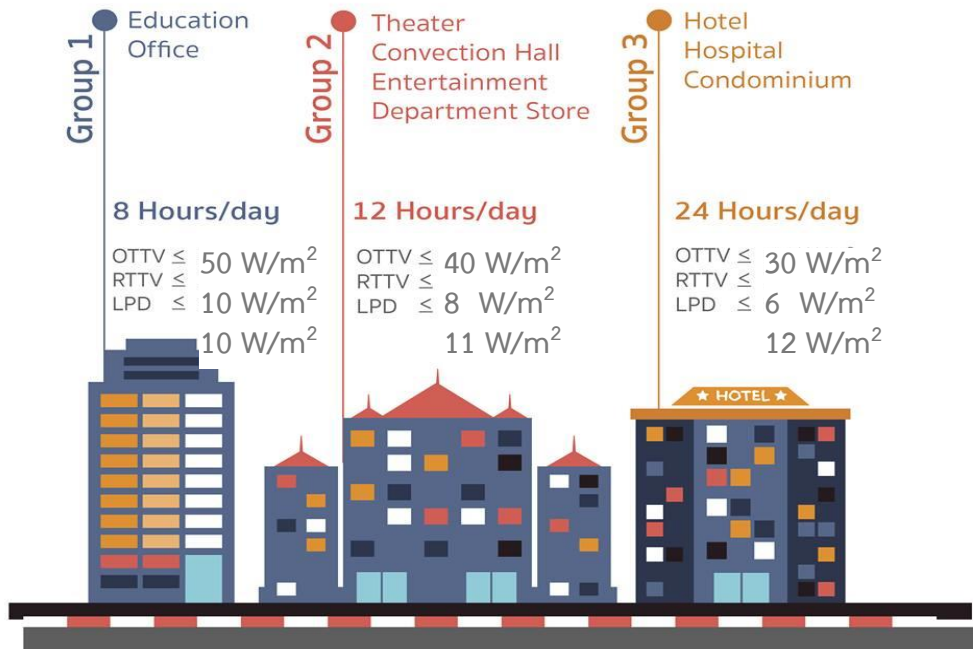 Group 1
Education
Office
8 Hours/day
OTTV ≤ 50 W/m²
RTTV ≤ 10 W/m²
LPD ≤ 10 W/m²
Group 2
Theater
Convection Hall
Entertainment
Department Store
12 Hours/day
OTTV ≤ 40 W/m²
RTTV ≤ 8 W/m²
LPD ≤ 11 W/m²
Group 3
Hotel
Hospital
Condominium
24 Hours/day
OTTV ≤ 30 W/m²
RTTV ≤ 6 W/m²
LPD ≤ 12 W/m²
★ HOTEL ★